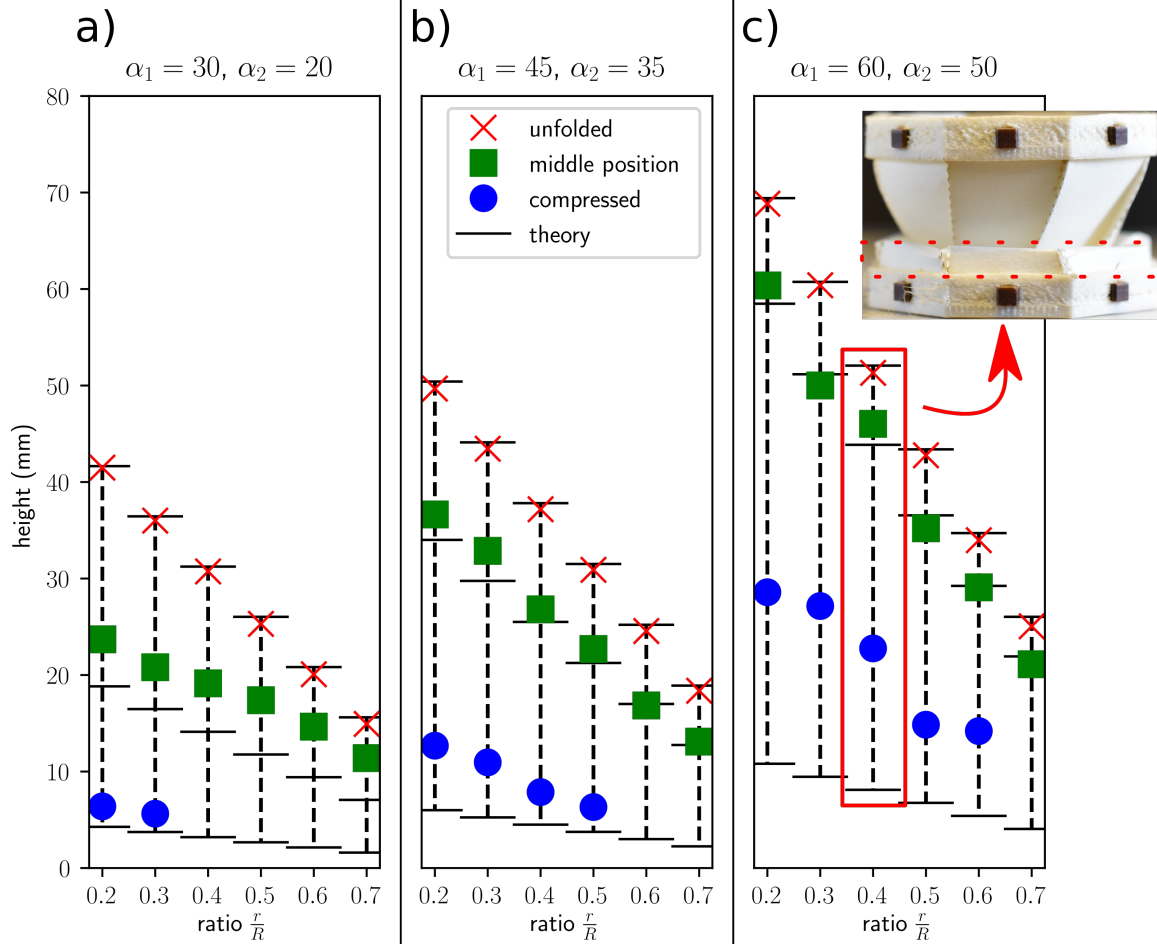 a)
b)
c)
α₁ = 30, α₂ = 20
α₁ = 45, α₂ = 35
α₁ = 60, α₂ = 50
unfolded
middle position
compressed
theory
height (mm)
80
70
60
50
40
30
20
10
0
0.2 0.3 0.4 0.5 0.6 0.7
0.2 0.3 0.4 0.5 0.6 0.7
0.2 0.3 0.4 0.5 0.6 0.7
ratio r/R
ratio r/R
ratio r/R